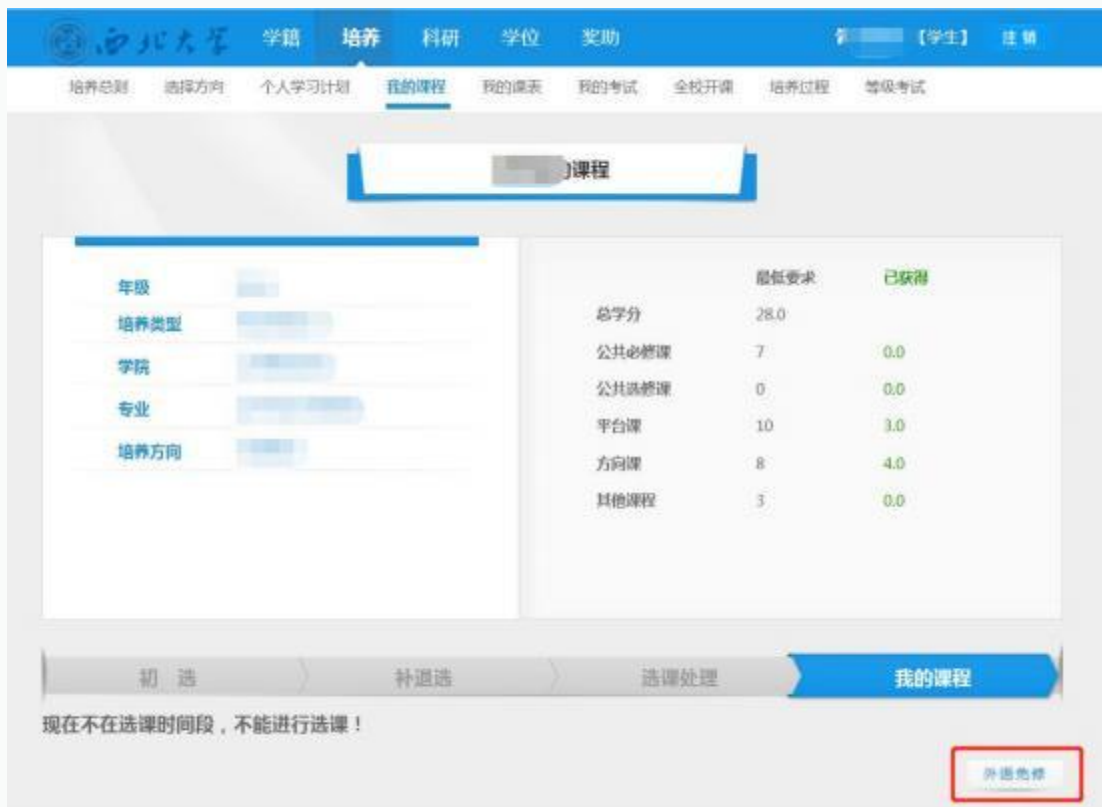 西北大学 学籍 培养 科研 学位 奖助 【学生】 注销
培养总则 选择方向 个人学习计划 我的课程 我的课表 我的考试 全校开课 培养过程 等级考试
的课程
最低要求 已获得
年级
总学分 28.0
培养类型
公共必修课 7 0.0
学院
公共选修课 0 0.0
专业
平台课 10 3.0
培养方向
方向课 8 4.0
其他课程 3 0.0
初 选 补退选 选课处理 我的课程
现在不在选课时间段，不能进行选课！
外语免修